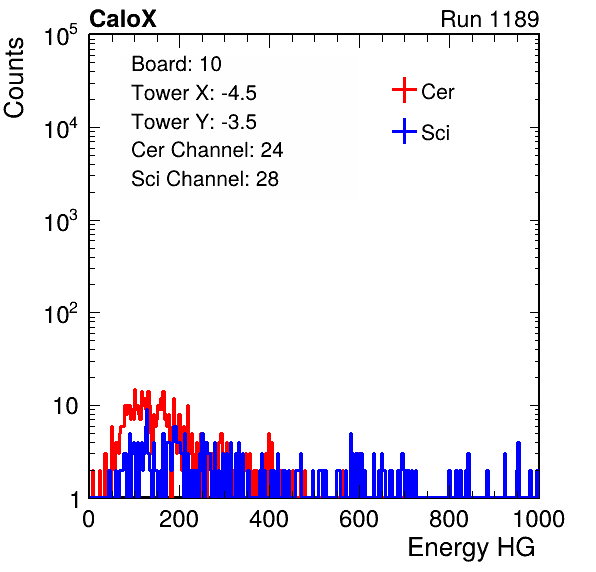 CaloX Run 1189
Counts
10^5
10^4
10^3
10^2
10
1
Board: 10
Tower X: -4.5
Tower Y: -3.5
Cer Channel: 24
Sci Channel: 28
Cer
Sci
0 200 400 600 800 1000
Energy HG